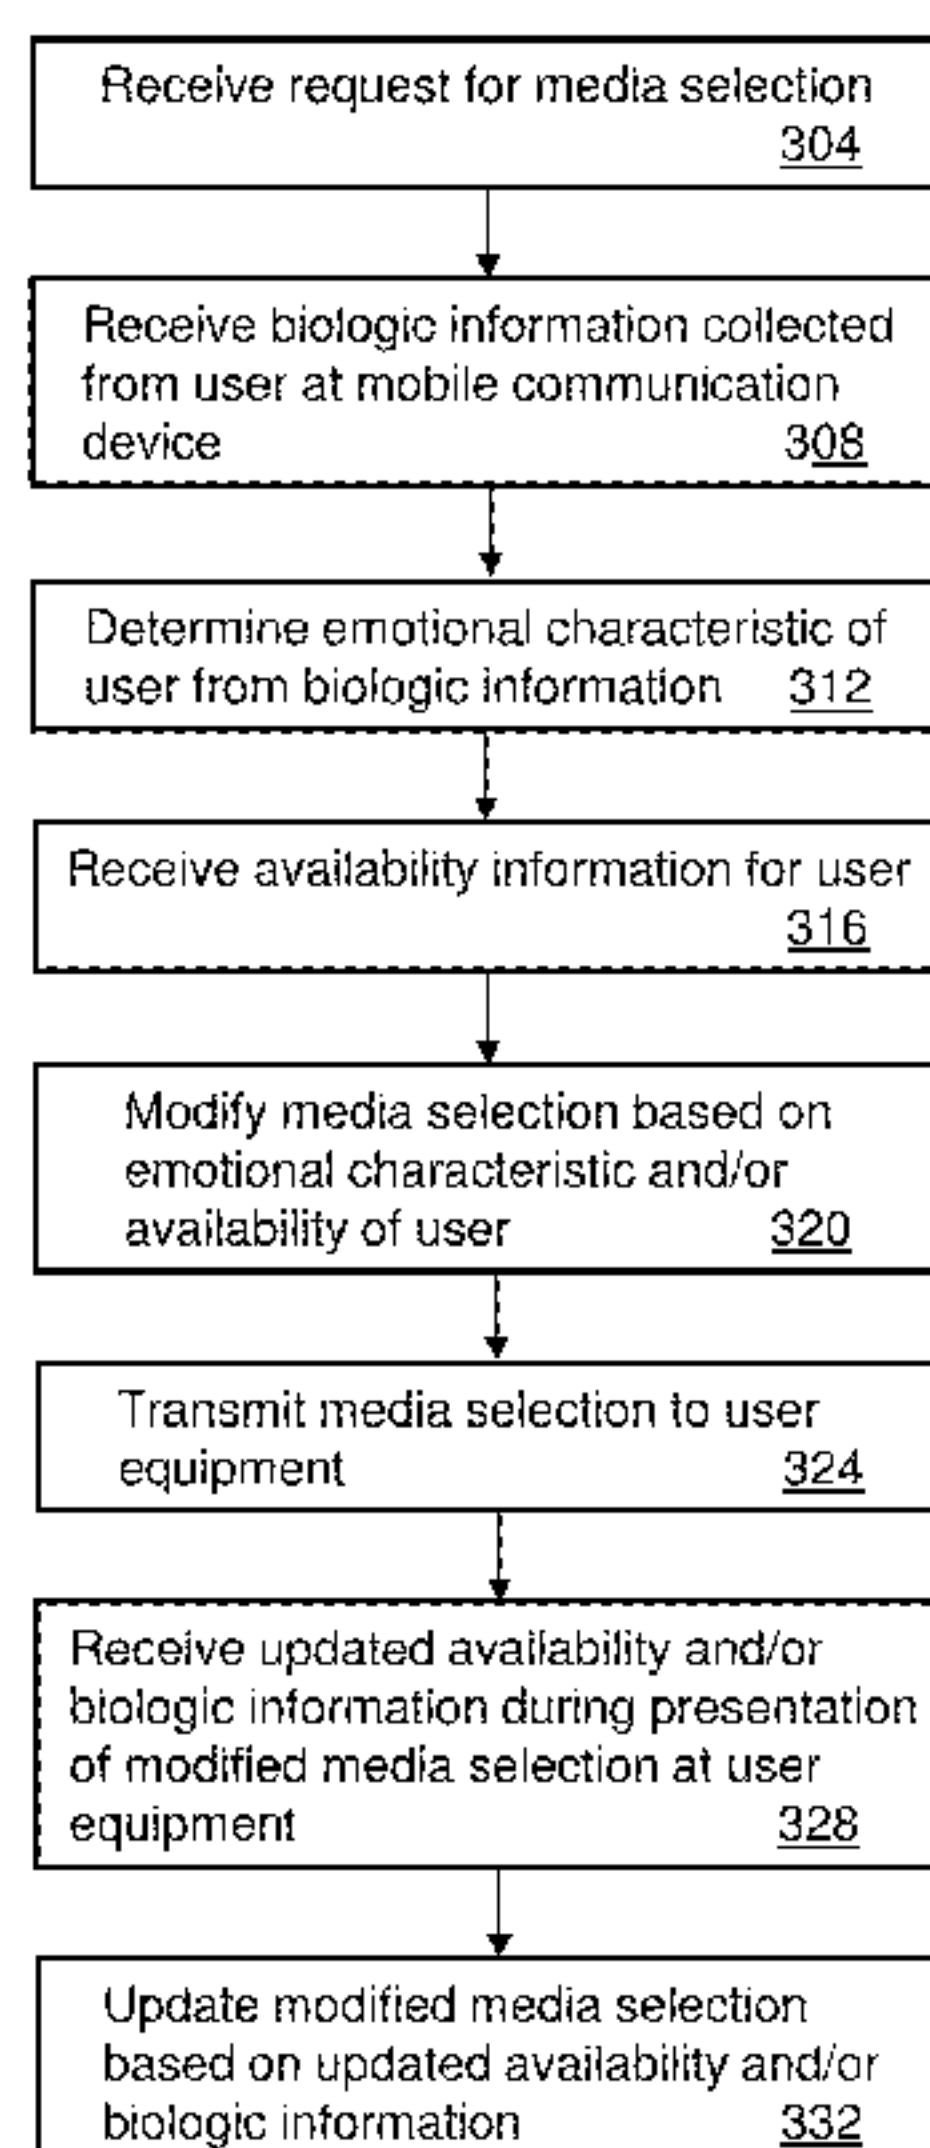 Receive request for media selection
304
Receive biologic information collected
from user at mobile communication
device 308
Determine emotional characteristic of
user from biologic information 312
Receive availability information for user
316
Modify media selection based on
emotional characteristic and/or
availability of user 320
Transmit media selection to user
equipment 324
Receive updated availability and/or
biologic information during presentation
of modified media selection at user
equipment 328
Update modified media selection
based on updated availability and/or
biologic information 332